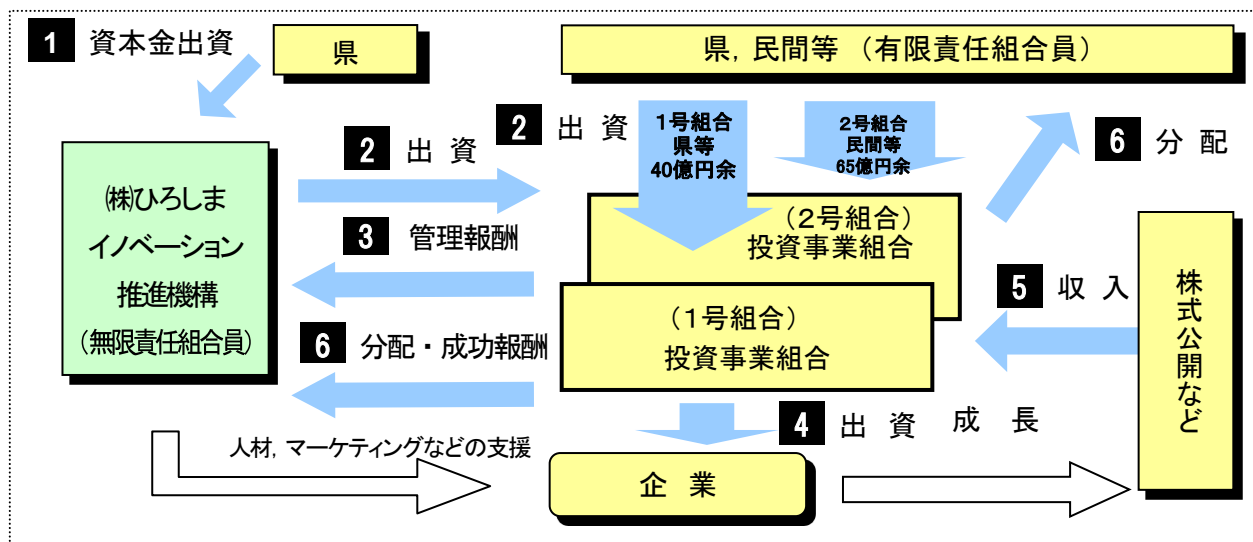 1 資本金出資
県
県，民間等（有限責任組合員）
2 出 資
2 出 資
1号組合
県等
40億円余
2号組合
民間等
65億円余
6 分 配
㈱ひろしま
イノベーション
推進機構
（無限責任組合員）
3 管理報酬
（2号組合）
投資事業組合
5 収 入
株式公開など
（1号組合）
投資事業組合
6 分配・成功報酬
4 出 資
成 長
人材，マーケティングなどの支援
企 業